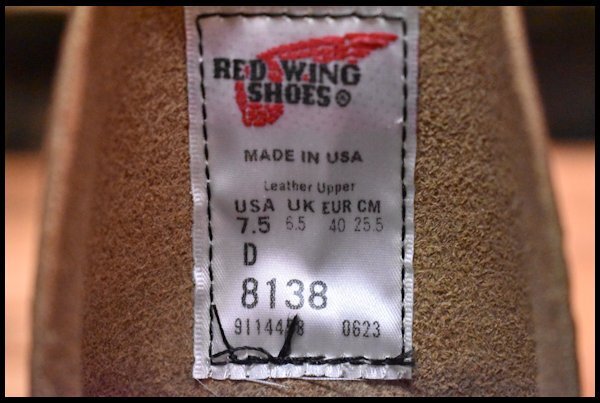 RED WING
SHOES®
MADE IN USA
Leather Upper
USA UK EUR CM
7.5 6.5 40 25.5
D
8138
0623